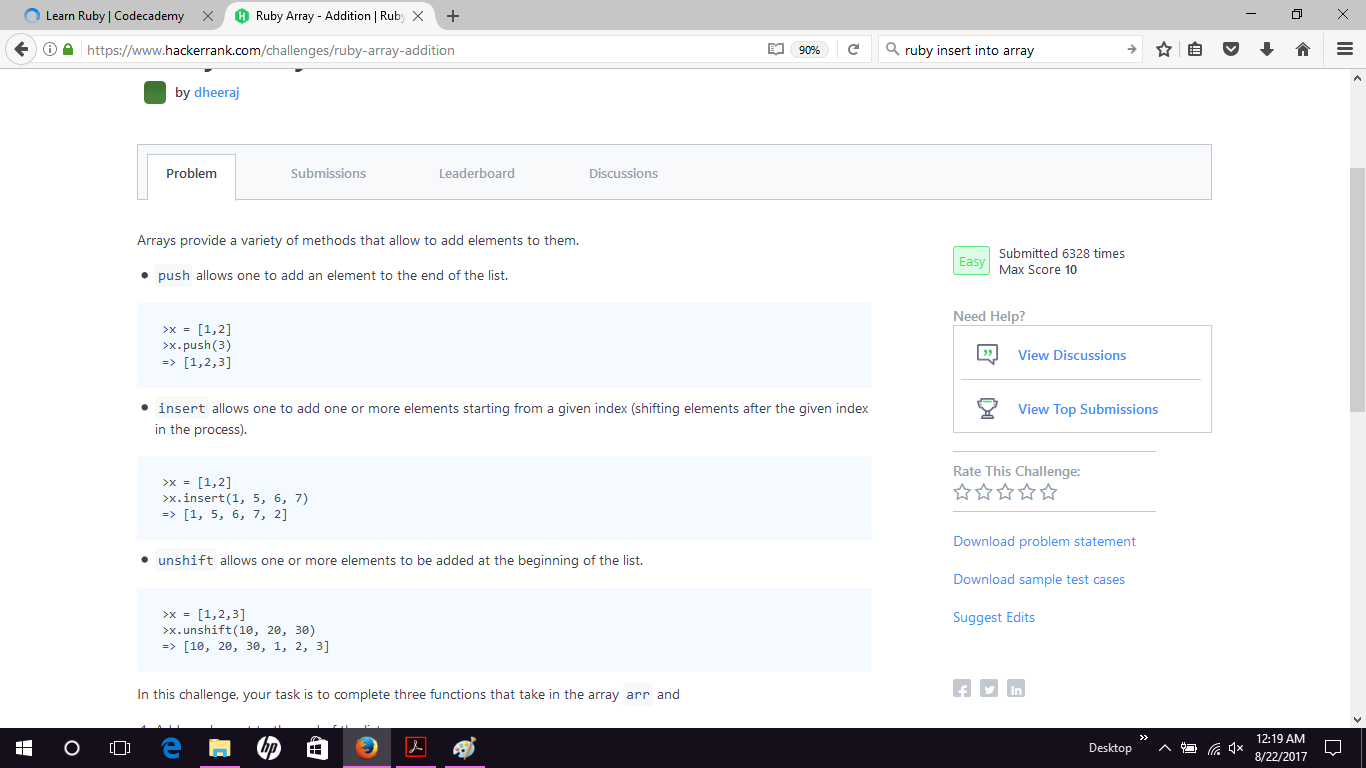 Learn Ruby | Codecademy
Ruby Array - Addition | Ruby
https://www.hackerrank.com/challenges/ruby-array-addition
90%
ruby insert into array
by dheeraj
Problem
Submissions
Leaderboard
Discussions
Arrays provide a variety of methods that allow to add elements to them.
push allows one to add an element to the end of the list.
>x = [1,2]
>x.push(3)
=> [1,2,3]
insert allows one to add one or more elements starting from a given index (shifting elements after the given index
in the process).
>x = [1,2]
>x.insert(1, 5, 6, 7)
=> [1, 5, 6, 7, 2]
unshift allows one or more elements to be added at the beginning of the list.
>x = [1,2,3]
>x.unshift(10, 20, 30)
=> [10, 20, 30, 1, 2, 3]
In this challenge, your task is to complete three functions that take in the array arr and
Easy
Submitted 6328 times
Max Score 10
Need Help?
View Discussions
View Top Submissions
Rate This Challenge:
Download problem statement
Download sample test cases
Suggest Edits
hp
Desktop
12:19 AM
8/22/2017